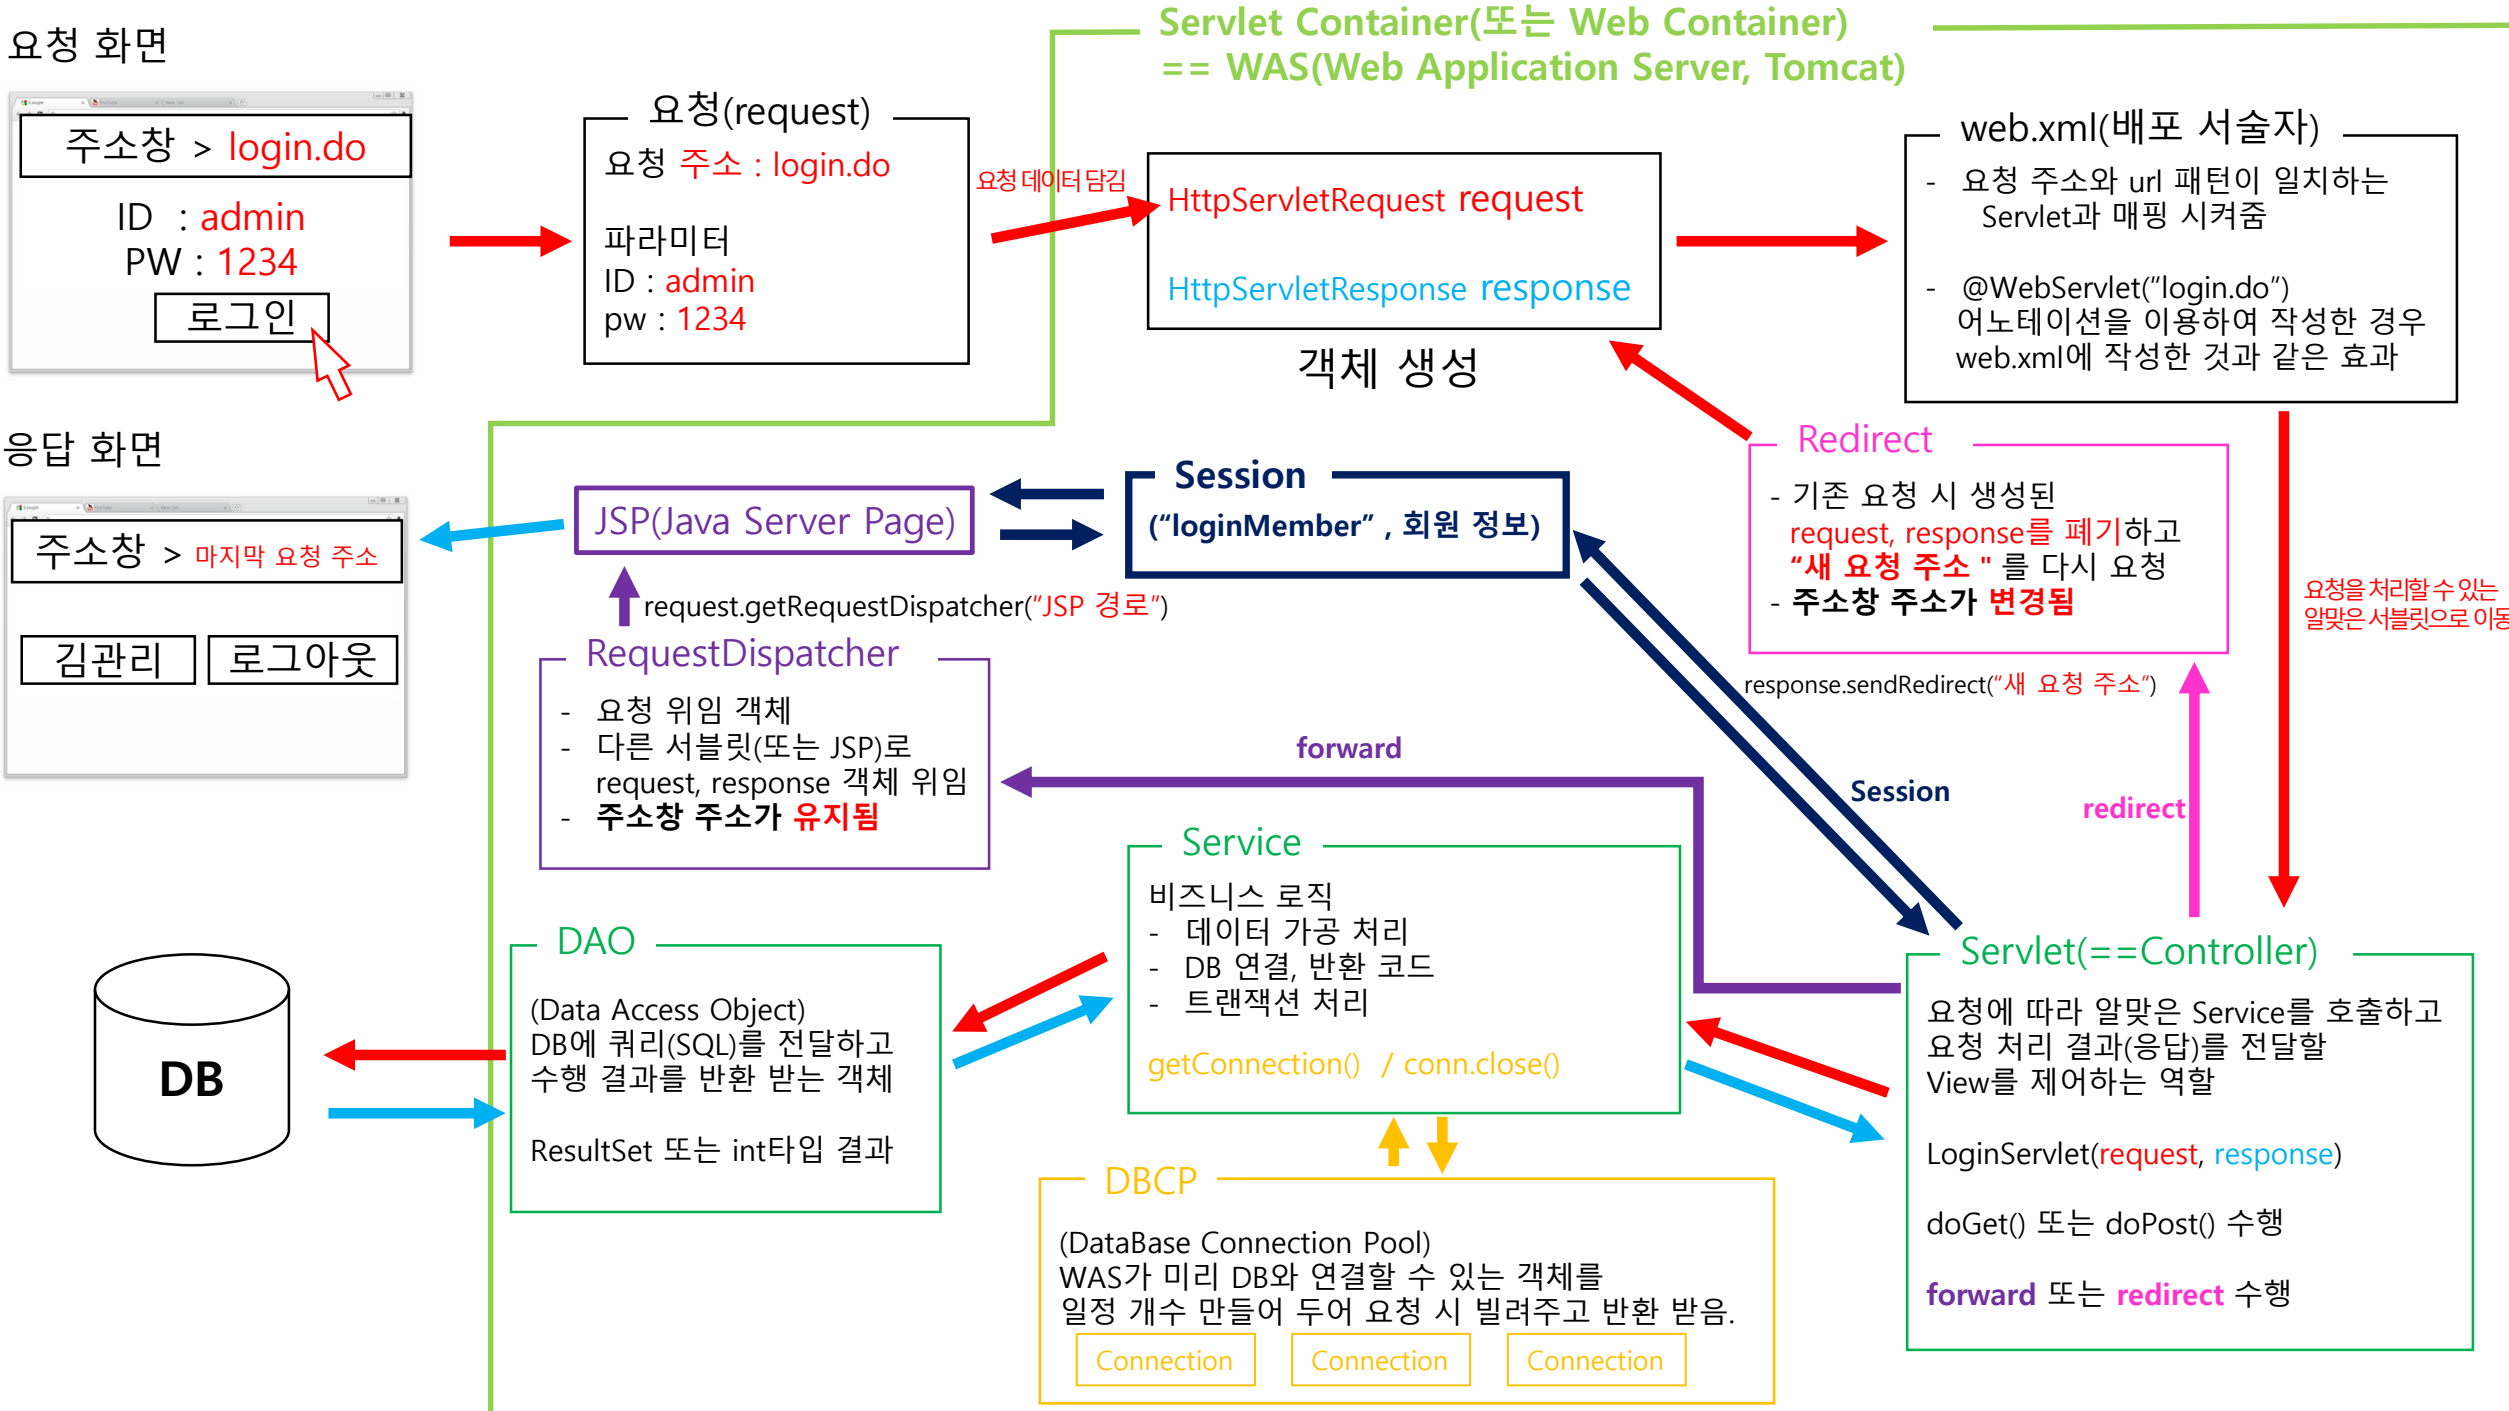 Servlet Container(또는 Web Container)
== WAS(Web Application Server, Tomcat)
요청 화면
주소창 > login.do
ID : admin
PW : 1234
로그인
요청(request)
요청 주소 : login.do
파라미터
ID : admin
pw : 1234
요청 데이터 담김
HttpServletRequest request
HttpServletResponse response
객체 생성
web.xml(배포 서술자)
- 요청 주소와 url 패턴이 일치하는
Servlet과 매핑 시켜줌
- @WebServlet(“login.do”)
어노테이션을 이용하여 작성한 경우
web.xml에 작성한 것과 같은 효과
응답 화면
주소창 > 마지막 요청 주소
김관리
로그아웃
JSP(Java Server Page)
Session
(“loginMember” , 회원 정보)
Redirect
- 기존 요청 시 생성된
request, response를 폐기하고
“새 요청 주소 " 를 다시 요청
- 주소창 주소가 변경됨
요청을 처리할 수 있는
알맞은 서블릿으로 이동
request.getRequestDispatcher(“JSP 경로”)
RequestDispatcher
- 요청 위임 객체
- 다른 서블릿(또는 JSP)로
request, response 객체 위임
- 주소창 주소가 유지됨
response.sendRedirect(“새 요청 주소”)
forward
Session
redirect
Service
비즈니스 로직
- 데이터 가공 처리
- DB 연결, 반환 코드
- 트랜잭션 처리
getConnection() / conn.close()
DAO
(Data Access Object)
DB에 쿼리(SQL)를 전달하고
수행 결과를 반환 받는 객체
ResultSet 또는 int타입 결과
DB
Servlet(==Controller)
요청에 따라 알맞은 Service를 호출하고
요청 처리 결과(응답)를 전달할
View를 제어하는 역할
LoginServlet(request, response)
doGet() 또는 doPost() 수행
forward 또는 redirect 수행
DBCP
(DataBase Connection Pool)
WAS가 미리 DB와 연결할 수 있는 객체를
일정 개수 만들어 두어 요청 시 빌려주고 반환 받음.
Connection
Connection
Connection